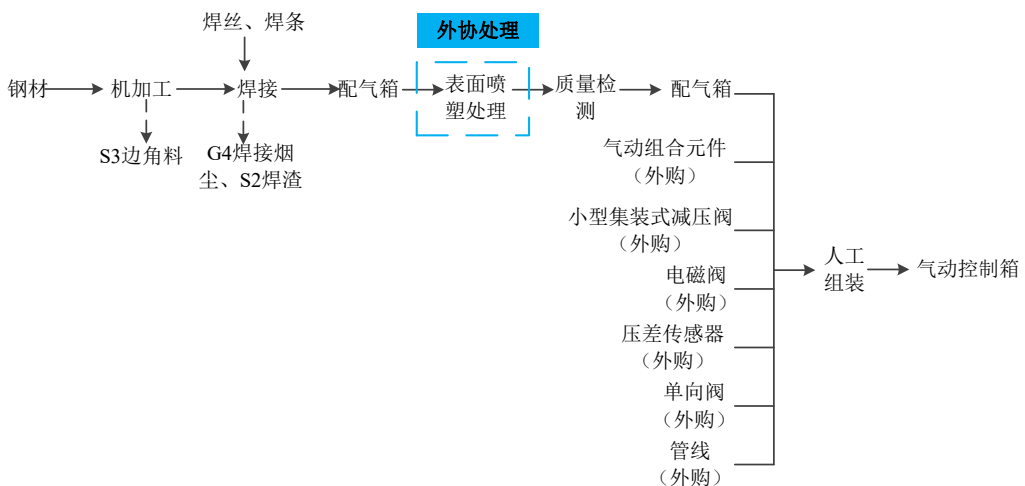 焊丝、焊条
外协处理
钢材
机加工
焊接
配气箱
表面喷
塑处理
质量检
测
配气箱
S3边角料
G4焊接烟
尘、S2焊渣
气动组合元件
（外购）
小型集装式减压阀
（外购）
电磁阀
（外购）
压差传感器
（外购）
单向阀
（外购）
管线
（外购）
人工
组装
气动控制箱